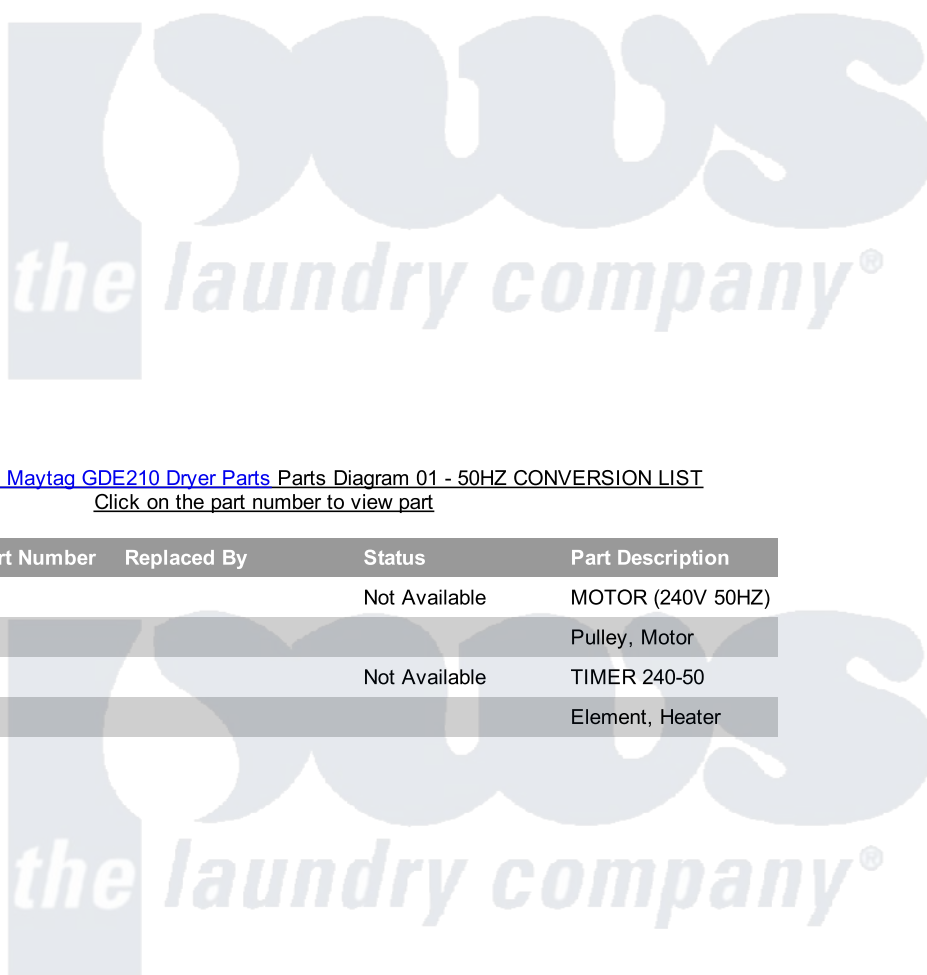 pws
the laundry company®
Maytag GDE210 Dryer Parts Parts Diagram 01 - 50HZ CONVERSION LIST
Click on the part number to view part
rt Number Replaced By Status Part Description
Not Available MOTOR (240V 50HZ)
Pulley, Motor
Not Available TIMER 240-50
Element, Heater
pws
the laundry company®